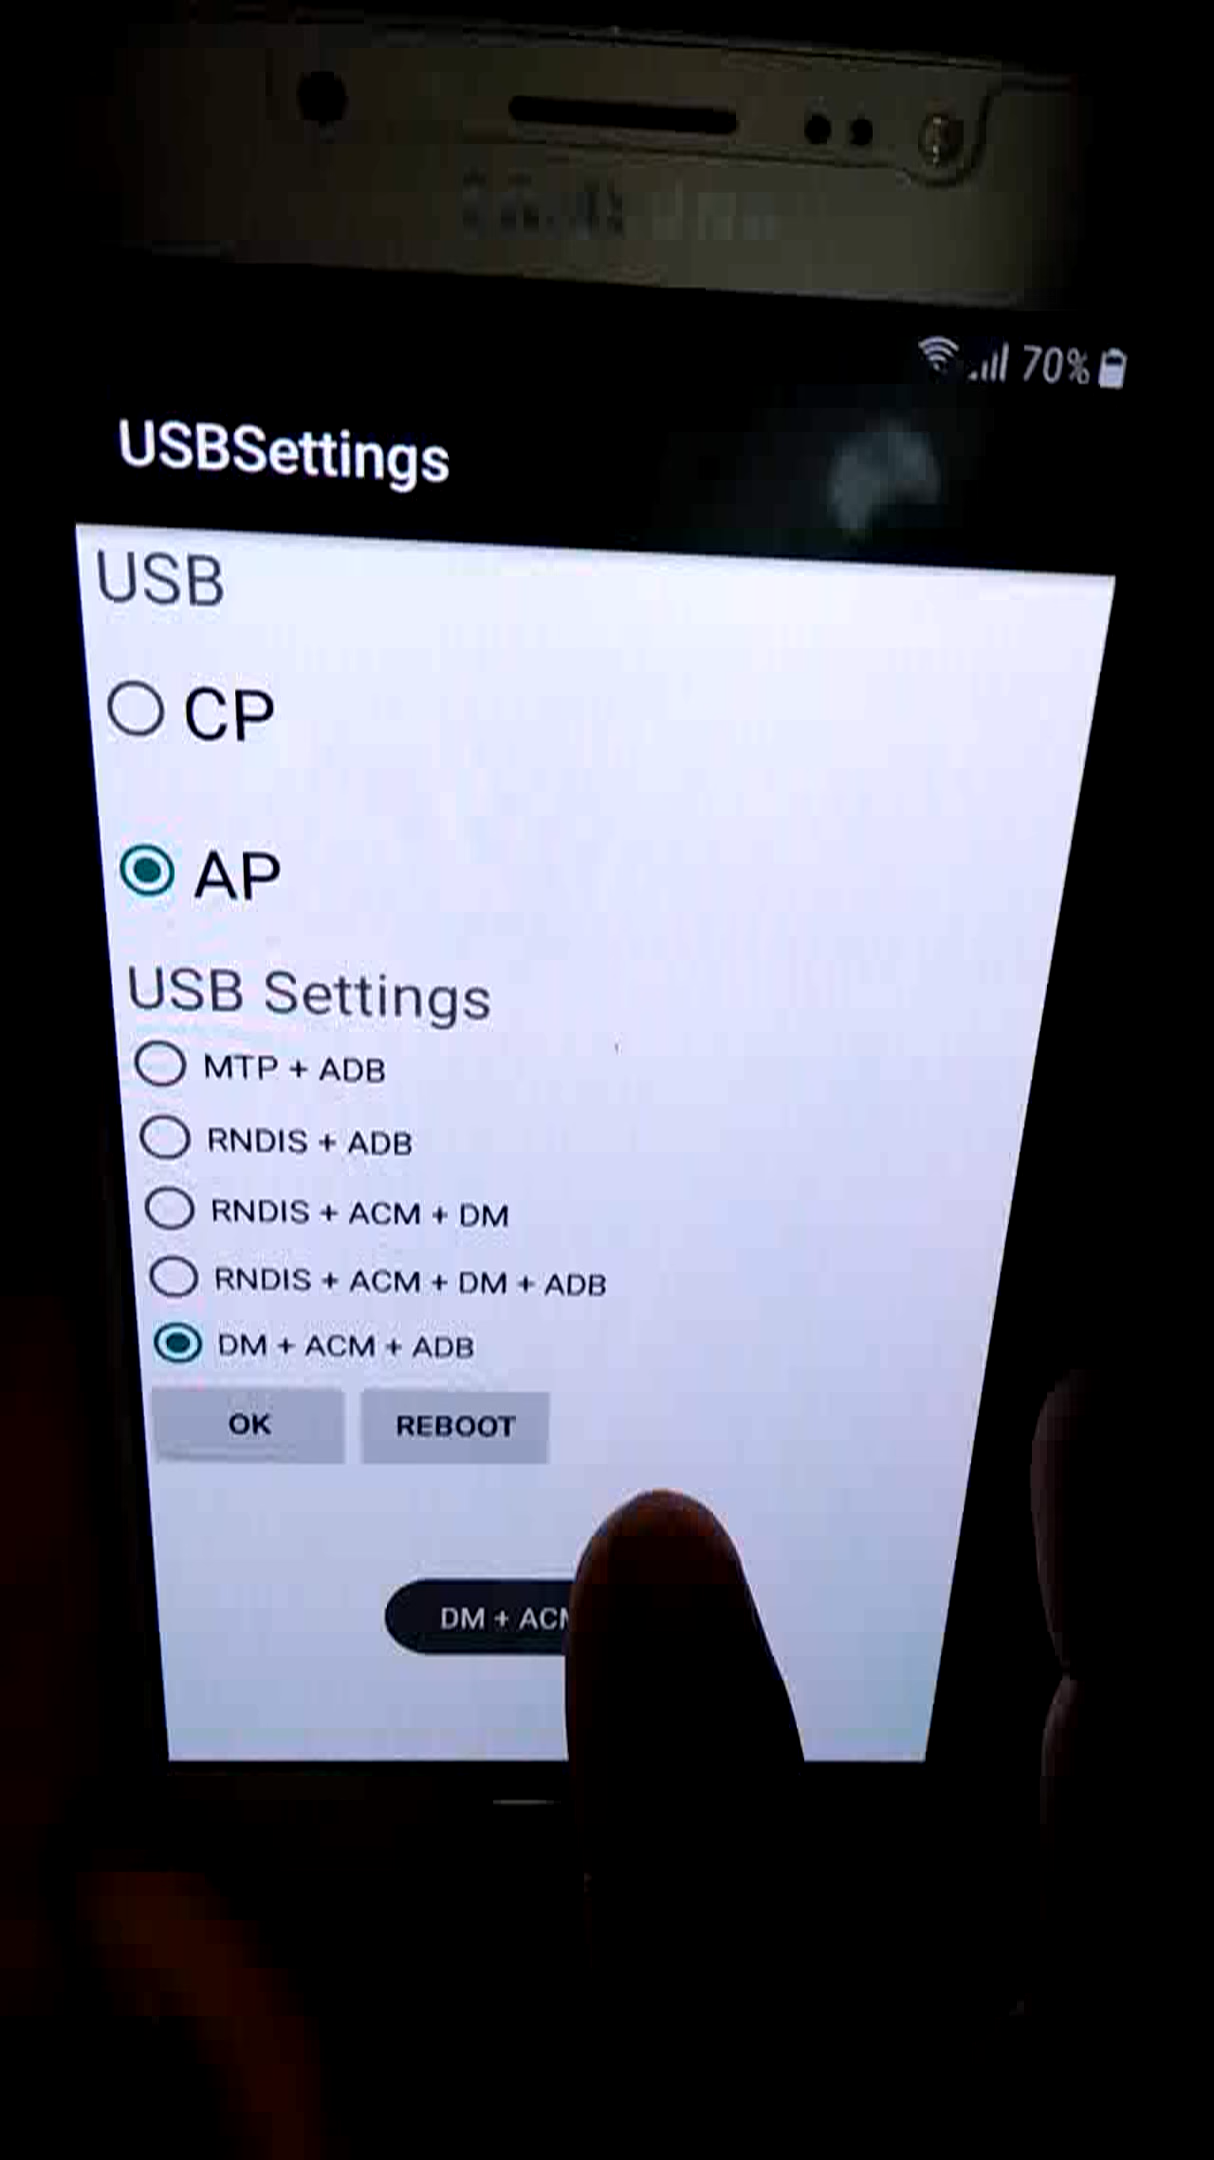 70%
USBSettings
USB
CP
AP
USB Settings
MTP + ADB
RNDIS + ADB
RNDIS + ACM + DM
RNDIS + ACM + DM + ADB
DM + ACM + ADB
OK REBOOT
DM +